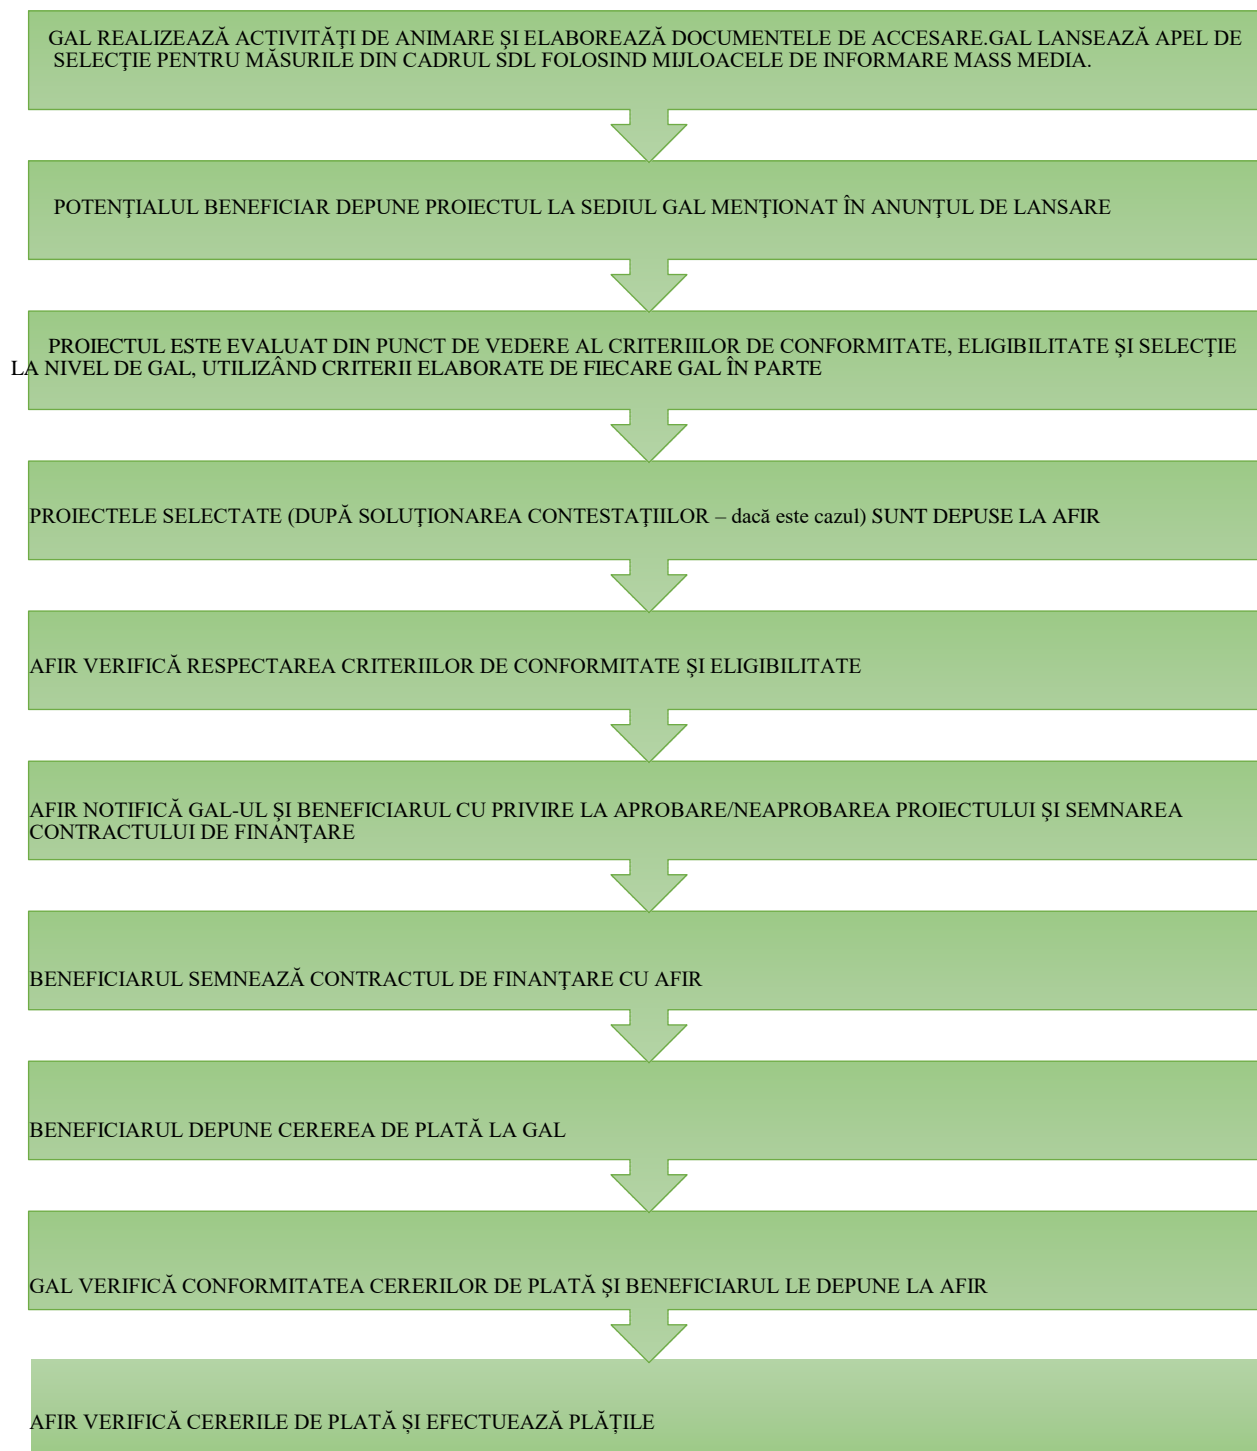 GAL REALIZEAZĂ ACTIVITĂŢI DE ANIMARE ŞI ELABOREAZĂ DOCUMENTELE DE ACCESARE.GAL LANSEAZĂ APEL DE
SELECŢIE PENTRU MĂSURILE DIN CADRUL SDL FOLOSIND MIJLOACELE DE INFORMARE MASS MEDIA.
POTENŢIALUL BENEFICIAR DEPUNE PROIECTUL LA SEDIUL GAL MENŢIONAT ÎN ANUNŢUL DE LANSARE
PROIECTUL ESTE EVALUAT DIN PUNCT DE VEDERE AL CRITERIILOR DE CONFORMITATE, ELIGIBILITATE ȘI SELECȚIE
LA NIVEL DE GAL, UTILIZÂND CRITERII ELABORATE DE FIECARE GAL ÎN PARTE
PROIECTELE SELECTATE (DUPĂ SOLUŢIONAREA CONTESTAŢIILOR – dacă este cazul) SUNT DEPUSE LA AFIR
AFIR VERIFICĂ RESPECTAREA CRITERIILOR DE CONFORMITATE ŞI ELIGIBILITATE
AFIR NOTIFICĂ GAL-UL ŞI BENEFICIARUL CU PRIVIRE LA APROBARE/NEAPROBAREA PROIECTULUI ŞI SEMNAREA
CONTRACTULUI DE FINANŢARE
BENEFICIARUL SEMNEAZĂ CONTRACTUL DE FINANŢARE CU AFIR
BENEFICIARUL DEPUNE CEREREA DE PLATĂ LA GAL
GAL VERIFICĂ CONFORMITATEA CERERILOR DE PLATĂ ŞI BENEFICIARUL LE DEPUNE LA AFIR
AFIR VERIFICĂ CERERILE DE PLATĂ ȘI EFECTUEAZĂ PLĂȚILE